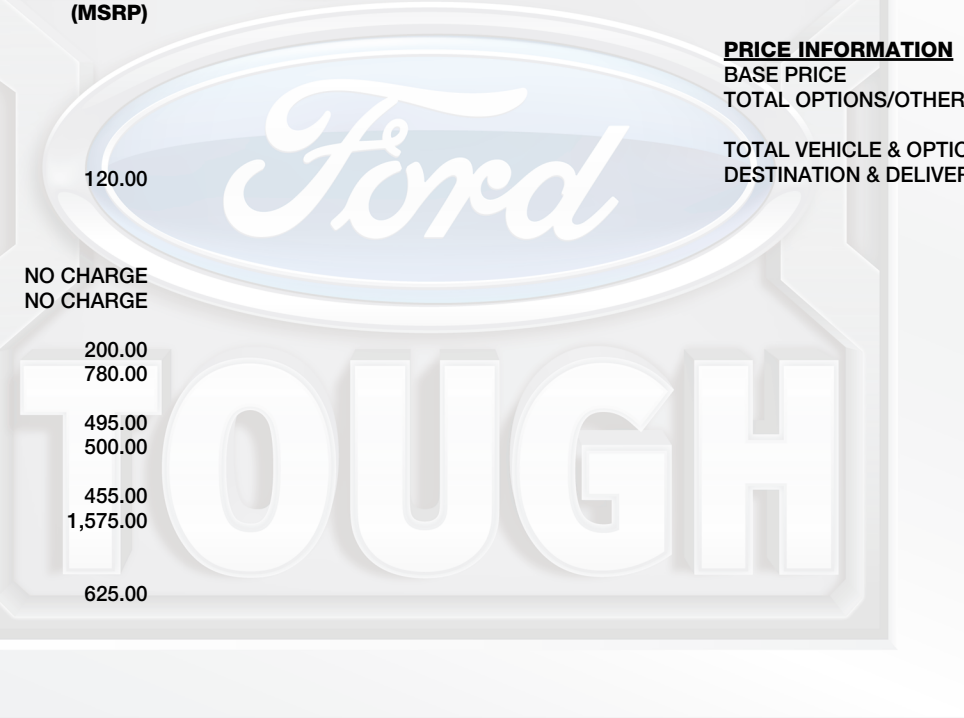 (MSRP)
120.00
NO CHARGE
NO CHARGE
200.00
780.00
495.00
500.00
455.00
1,575.00
625.00
PRICE INFORMATION
BASE PRICE
TOTAL OPTIONS/OTHER
TOTAL VEHICLE & OPTIO
DESTINATION & DELIVER
Ford
TOUGH